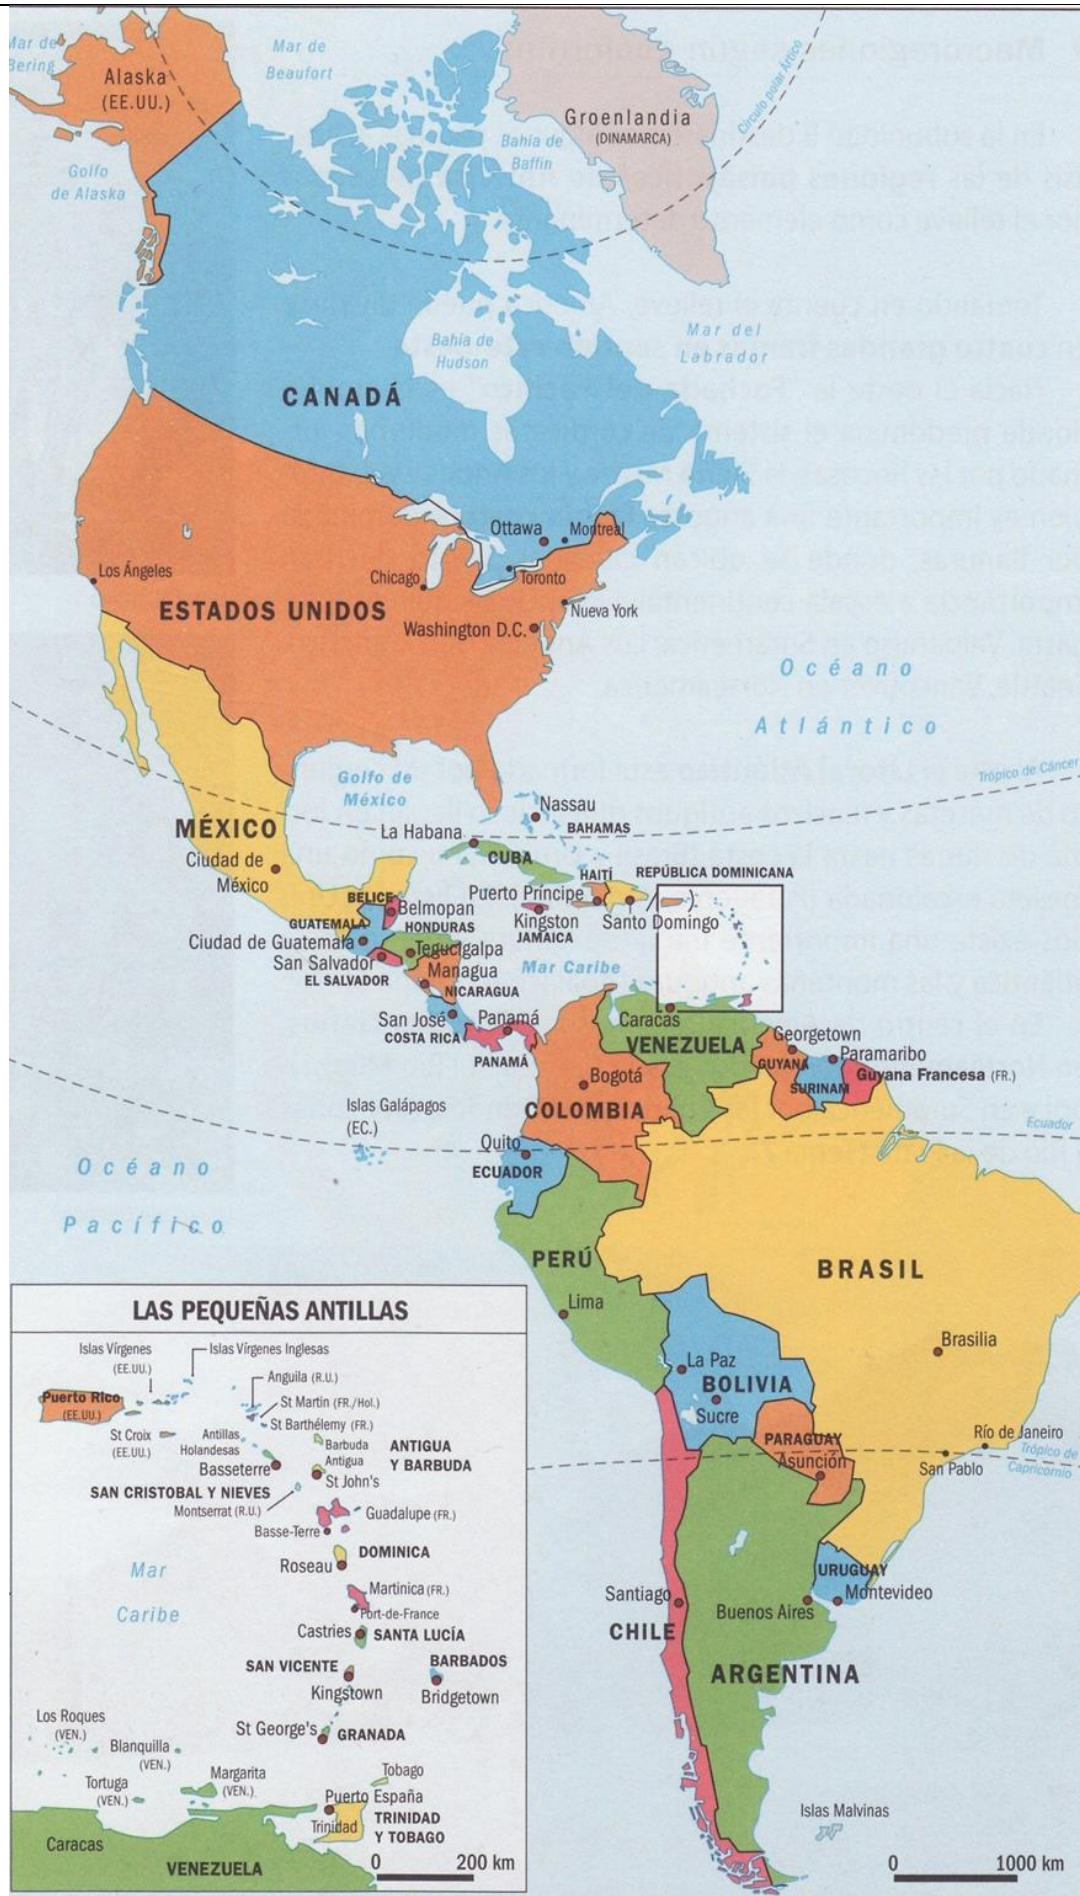 Mar de
Bering
Alaska
(EE.UU.)
Mar de
Beaufort
Groenlandia
(DINAMARCA)
Círculo polar Ártico
Bahía de
Baffin
Golfo
de Alaska
Bahía de
Hudson
Mar del
Labrador
CANADÁ
Ottawa
Montreal
Toronto
Los Ángeles
Chicago
ESTADOS UNIDOS
Nueva York
Washington D.C.
Océano
Atlántico
Trópico de Cáncer
Golfo de
México
MÉXICO
Ciudad de
México
Nassau
BAHAMAS
La Habana
CUBA
HAITÍ
REPÚBLICA DOMINICANA
Puerto Príncipe
Kingston
JAMAICA
Santo Domingo
BELICE
Belmopan
GUATEMALA
HONDURAS
Ciudad de Guatemala
Tegucigalpa
San Salvador
EL SALVADOR
Managua
NICARAGUA
Mar Caribe
San José
COSTA RICA
Panamá
PANAMÁ
Caracas
VENEZUELA
Georgetown
GUYANA
Paramaribo
SURINAM
Guyana Francesa (FR.)
Bogotá
COLOMBIA
Islas Galápagos
(EC.)
Ecuador
Quito
ECUADOR
Océano
Pacífico
PERÚ
Lima
BRASIL
Brasilia
La Paz
BOLIVIA
Sucre
PARAGUAY
Asunción
Río de Janeiro
San Pablo
Trópico de
Capricornio
URUGUAY
Montevideo
Santiago
Buenos Aires
CHILE
ARGENTINA
Islas Malvinas
0 1000 km
LAS PEQUEÑAS ANTILLAS
Islas Vírgenes
(EE.UU.)
Islas Vírgenes Inglesas
Puerto Rico
(EE.UU.)
Anguila (R.U.)
St Martin (FR./Hol.)
St Barthélemy (FR.)
St Croix
(EE.UU.)
Antillas
Holandesas
Basseterre
Barbuda
Antigua
St John's
ANTIGUA
Y BARBUDA
SAN CRISTOBAL Y NIEVES
Montserrat (R.U.)
Guadalupe (FR.)
Basse-Terre
DOMINICA
Roseau
Mar
Caribe
Martinica (FR.)
Port-de-France
Castries
SANTA LUCÍA
SAN VICENTE
Kingstown
BARBADOS
Bridgetown
St George's
GRANADA
Los Roques
(VEN.)
Blanquilla
(VEN.)
Tortuga
(VEN.)
Margarita
(VEN.)
Tobago
Puerto España
Trinidad
TRINIDAD
Y TOBAGO
Caracas
VENEZUELA
0 200 km